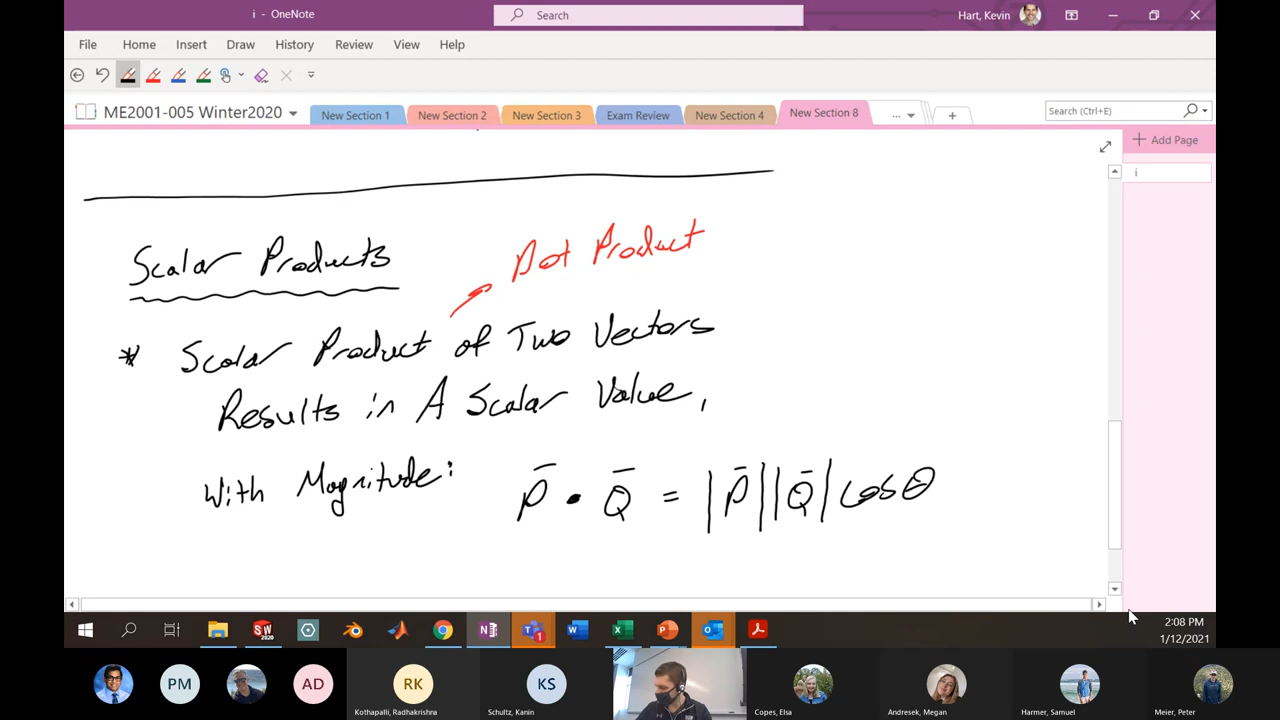 i - OneNote
Search
Hart, Kevin
File Home Insert Draw History Review View Help
ME2001-005 Winter2020
New Section 1
New Section 2
New Section 3
Exam Review
New Section 4
New Section 8
...
Search (Ctrl+E)
Add Page
i
Scalar Products
Dot Product
* Scalar Product of Two Vectors
Results in A Scalar Value,
With Magnitude: P̄ • Q̄ = |P̄||Q̄| cos θ
2:08 PM
1/12/2021
PM
AD
RK
KS
Kothapalli, Radhakrishna
Schultz, Kanin
Copes, Elsa
Andresek, Megan
Harmer, Samuel
Meier, Peter